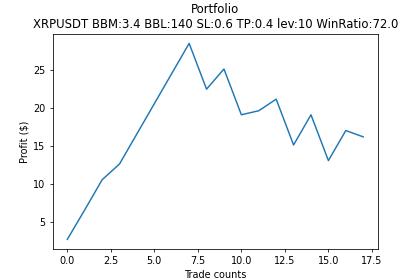 Portfolio
XRPUSDT BBM:3.4 BBL:140 SL:0.6 TP:0.4 lev:10 WinRatio:72.0
25
20
15
10
5
Profit ($)
0.0 2.5 5.0 7.5 10.0 12.5 15.0 17.5
Trade counts